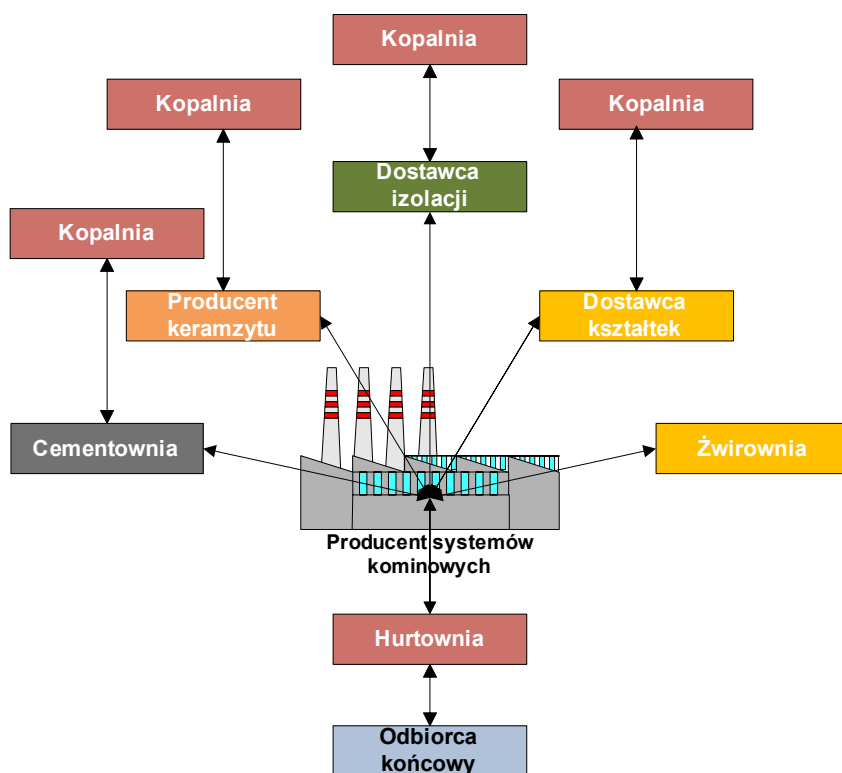 Kopalnia
Kopalnia
Kopalnia
Dostawca
izolacji
Kopalnia
Producent
keramzytu
Dostawca
kształtek
Cementownia
Żwirownia
Producent systemów
kominowych
Hurtownia
Odbiorca
końcowy